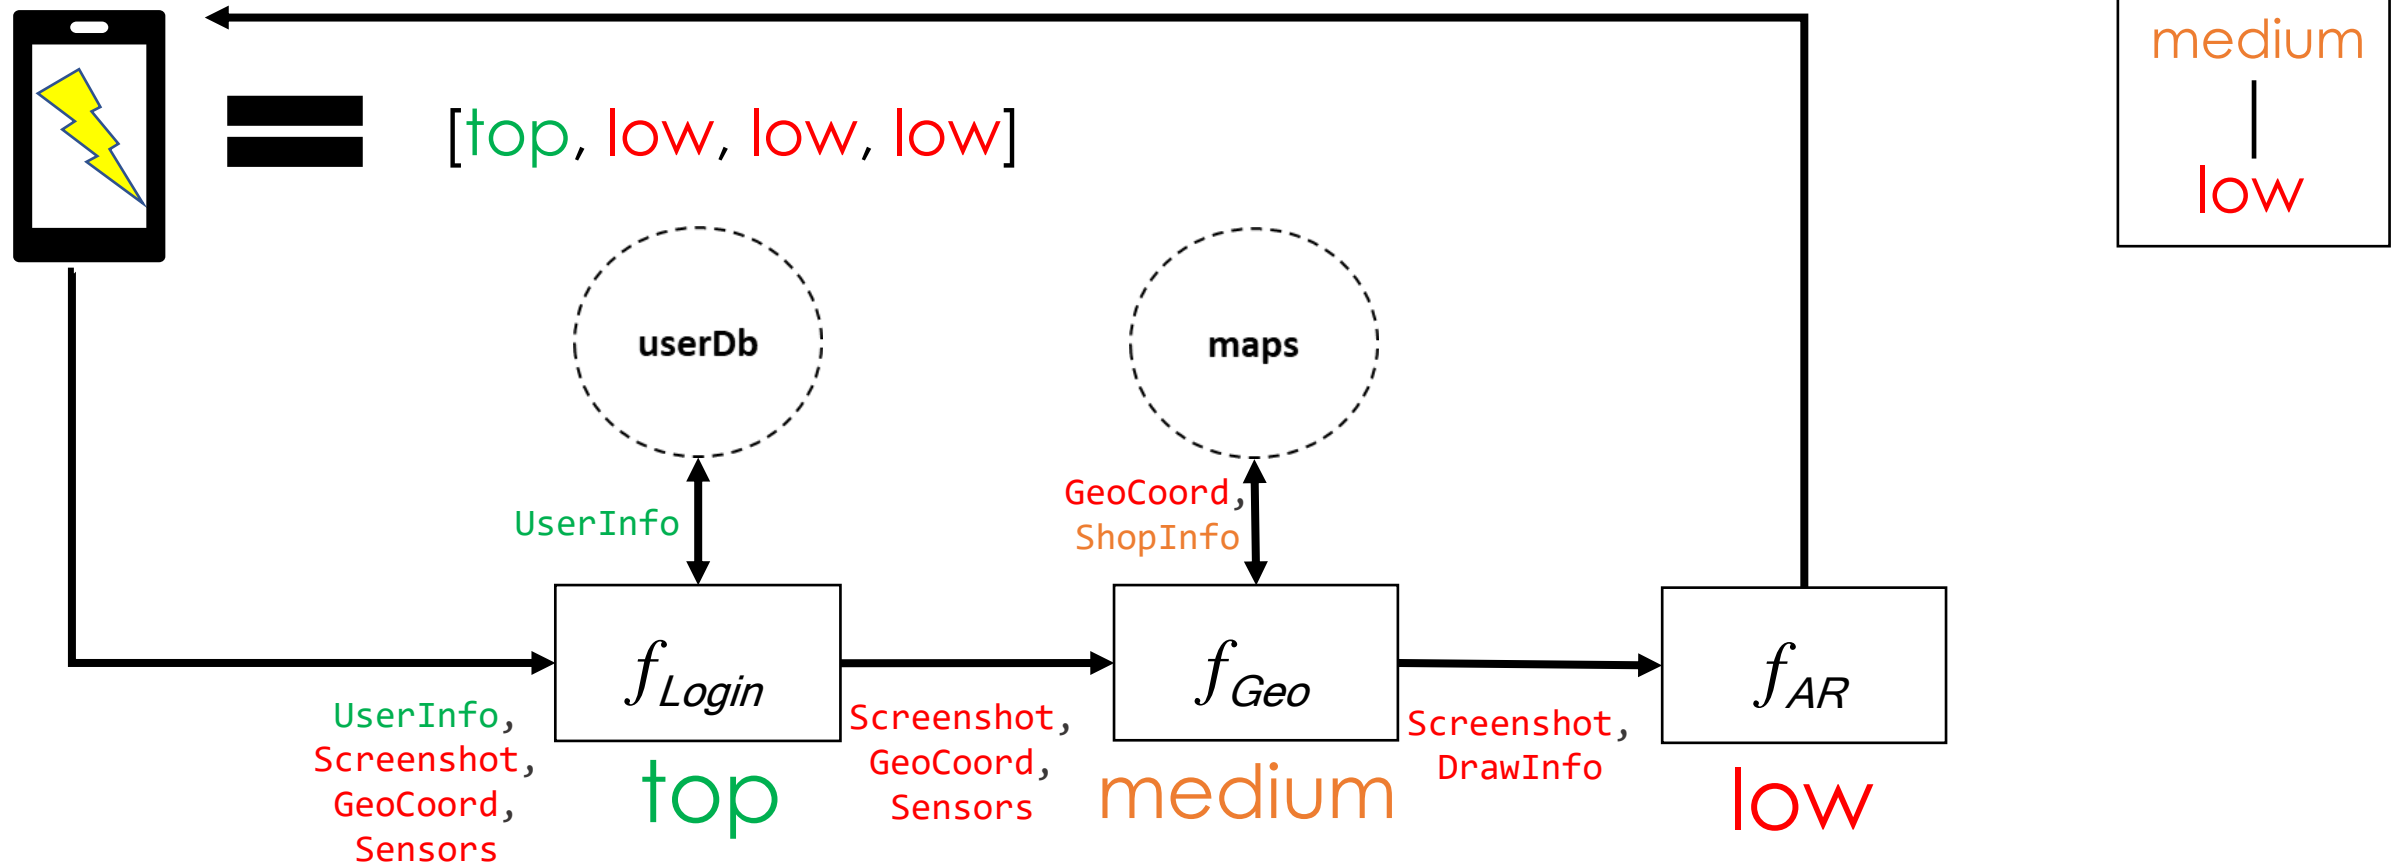 medium
low
[top, low, low, low]
userDb
maps
UserInfo
GeoCoord,
ShopInfo
f Login
f Geo
f AR
UserInfo,
Screenshot,
GeoCoord,
Sensors
top
Screenshot,
GeoCoord,
Sensors
medium
Screenshot,
DrawInfo
low